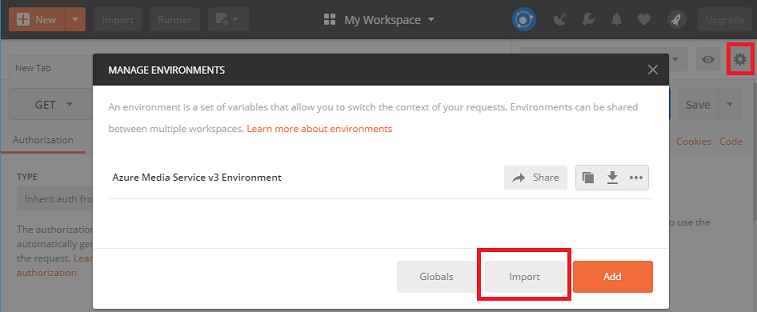 New
Import
Runner
My Workspace
Upgrade
New Tab
MANAGE ENVIRONMENTS
GET
An environment is a set of variables that allow you to switch the context of your requests. Environments can be shared
between multiple workspaces. Learn more about environments
Save
Authorization
Cookies
Code
TYPE
Azure Media Service v3 Environment
Share
Inherit auth from
The authorization
automatically gen
the request. Lear
authorization
to use the
Globals
Import
Add